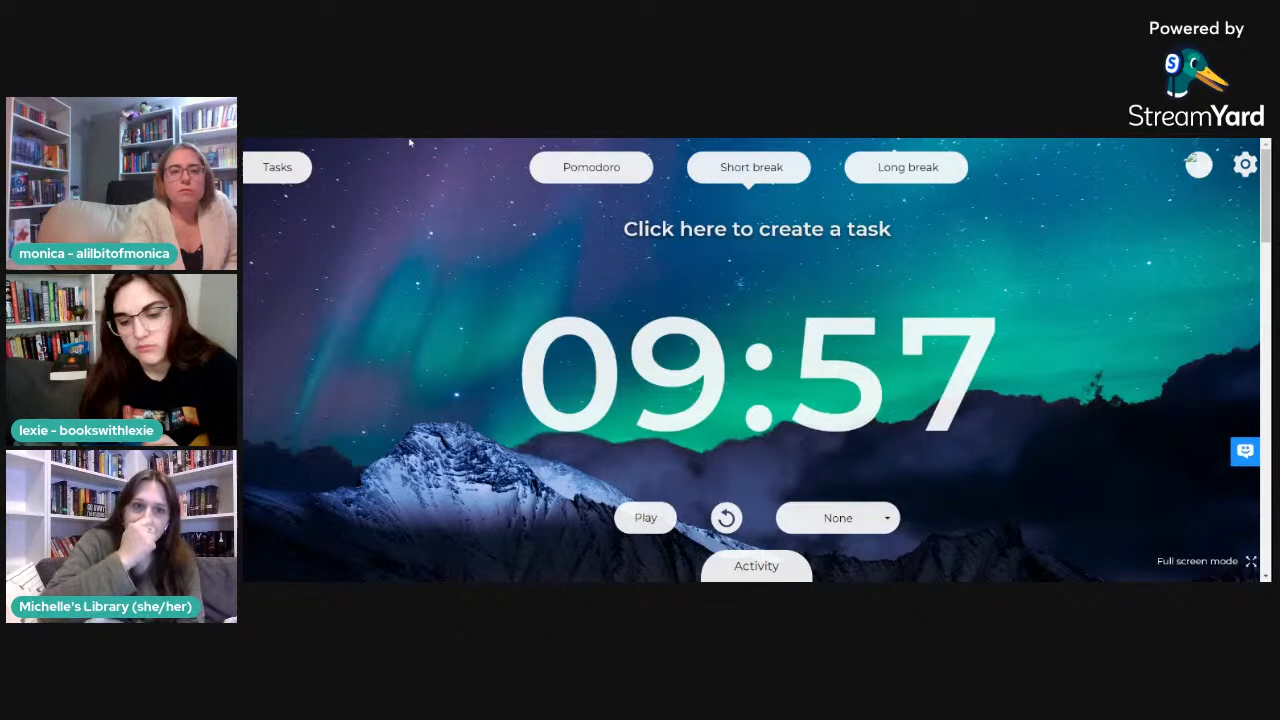 Powered by
S
StreamYard
monica - alilbitofmonica
lexie - bookswithlexie
Michelle's Library (she/her)
Tasks
Pomodoro
Short break
Long break
Click here to create a task
09:57
Play
None
Activity
Full screen mode